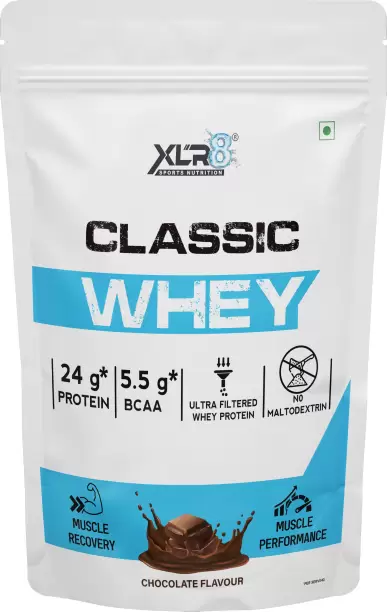 XLR8®
SPORTS NUTRITION
CLASSIC
WHEY
24 g* PROTEIN
5.5 g* BCAA
ULTRA FILTERED
WHEY PROTEIN
NO
MALTODEXTRIN
MUSCLE
RECOVERY
MUSCLE
PERFORMANCE
CHOCOLATE FLAVOUR